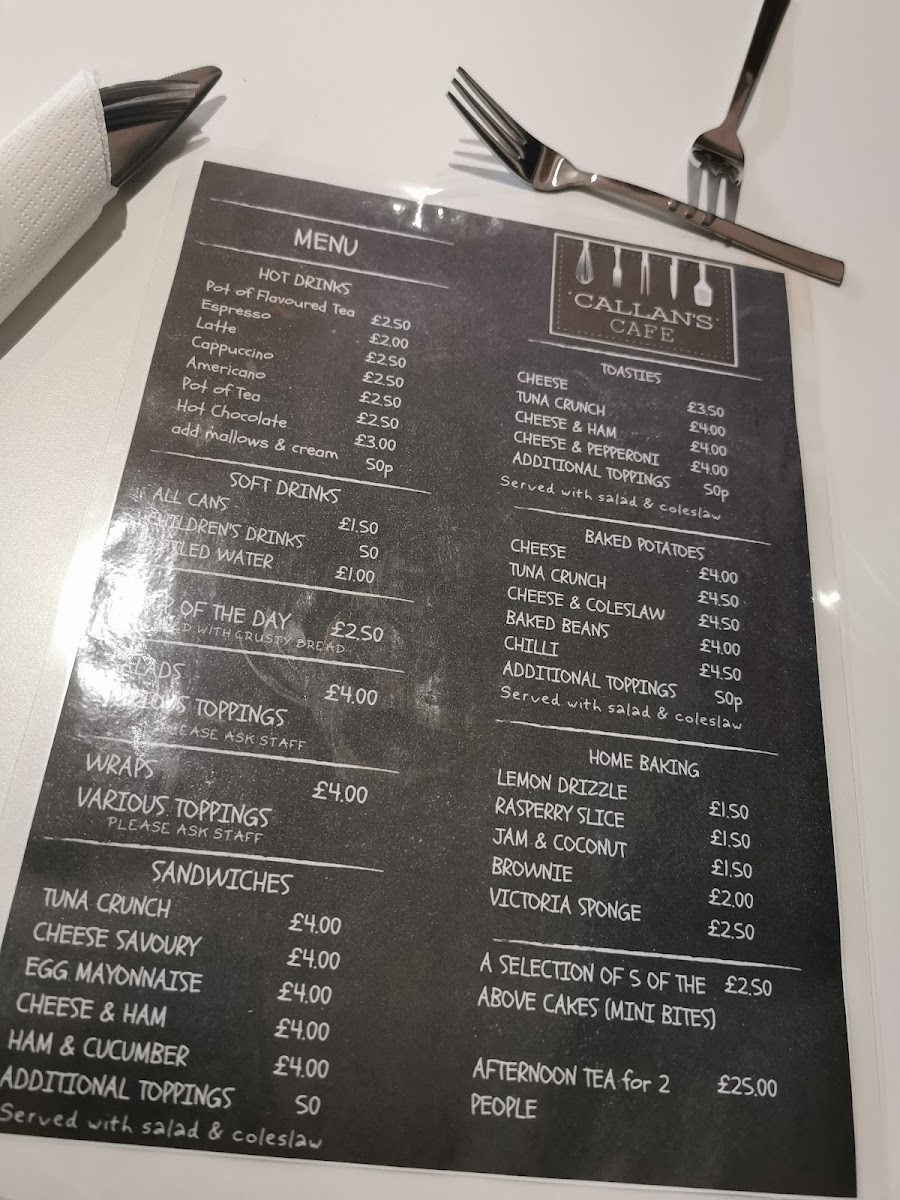 MENU
HOT DRINKS
Pot of Flavoured Tea £2.50
Espresso £2.00
Latte £2.50
Cappuccino £2.50
Americano £2.50
Pot of Tea £2.50
Hot Chocolate £3.00
add mallows & cream 50p
SOFT DRINKS
ALL CANS £1.50
CHILDREN'S DRINKS 50
WATER £1.00
OF THE DAY £2.50
WITH CRUSTY BREAD
£4.00
TOPPINGS
PLEASE ASK STAFF
WRAPS £4.00
VARIOUS TOPPINGS
PLEASE ASK STAFF
SANDWICHES
TUNA CRUNCH £4.00
CHEESE SAVOURY £4.00
EGG MAYONNAISE £4.00
CHEESE & HAM £4.00
HAM & CUCUMBER £4.00
ADDITIONAL TOPPINGS 50
Served with salad & coleslaw
CALLAN'S
CAFE
TOASTIES
CHEESE £3.50
TUNA CRUNCH £4.00
CHEESE & HAM £4.00
CHEESE & PEPPERONI £4.00
ADDITIONAL TOPPINGS 50p
Served with salad & coleslaw
BAKED POTATOES
CHEESE £4.00
TUNA CRUNCH £4.50
CHEESE & COLESLAW £4.50
BAKED BEANS £4.00
CHILLI £4.50
ADDITIONAL TOPPINGS 50p
Served with salad & coleslaw
HOME BAKING
LEMON DRIZZLE £1.50
RASPERRY SLICE £1.50
JAM & COCONUT £1.50
BROWNIE £2.00
VICTORIA SPONGE £2.50
A SELECTION OF 5 OF THE £2.50
ABOVE CAKES (MINI BITES)
AFTERNOON TEA for 2 £25.00
PEOPLE